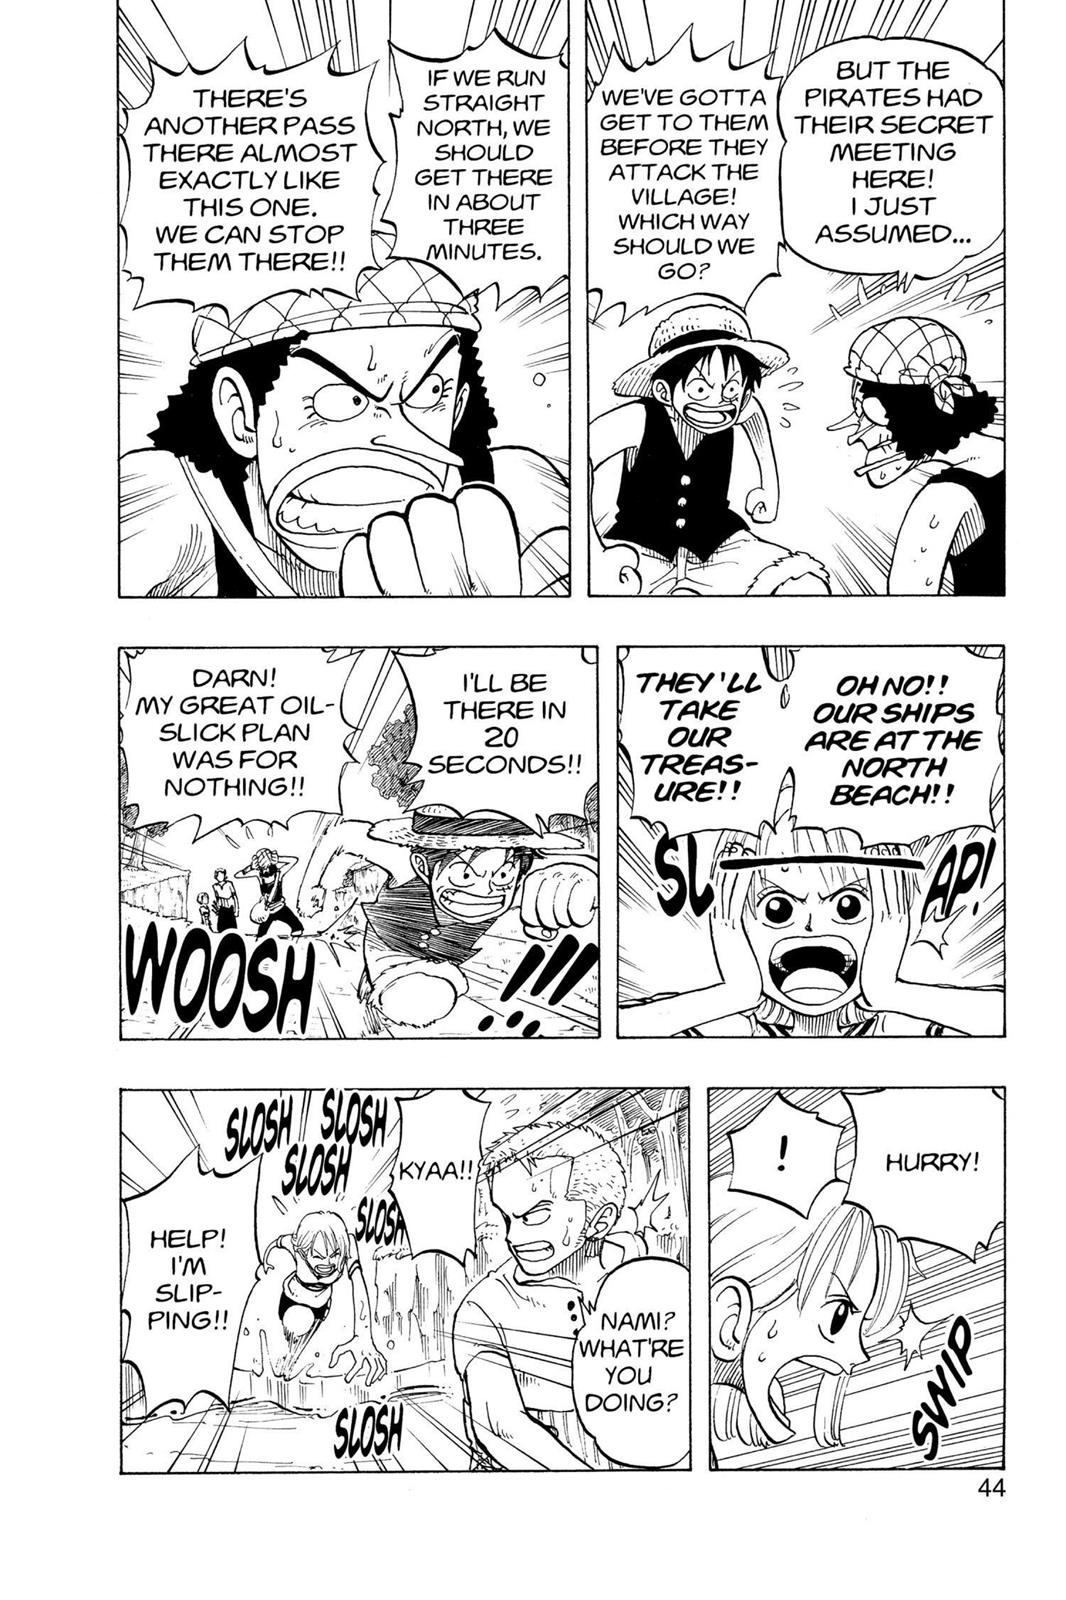 BUT THE
PIRATES HAD
THEIR SECRET
MEETING
HERE!
I JUST
ASSUMED...
WE'VE GOTTA
GET TO THEM
BEFORE THEY
ATTACK THE
VILLAGE!
WHICH WAY
SHOULD WE
GO?
IF WE RUN
STRAIGHT
NORTH, WE
SHOULD
GET THERE
IN ABOUT
THREE
MINUTES.
THERE'S
ANOTHER PASS
THERE ALMOST
EXACTLY LIKE
THIS ONE.
WE CAN STOP
THEM THERE!!
OH NO!!
OUR SHIPS
ARE AT THE
NORTH
BEACH!!
THEY'LL
TAKE
OUR
TREAS-
URE!!
SLAP!
I'LL BE
THERE IN
20
SECONDS!!
DARN!
MY GREAT OIL-
SLICK PLAN
WAS FOR
NOTHING!!
WOOSH
...!!!
HURRY!
!
SWIP
KYAA!!
NAMI?
WHAT'RE
YOU
DOING?
SLOSH
SLOSH
SLOSH
SLOSH
HELP!
I'M
SLIP-
PING!!
SLOSH
44